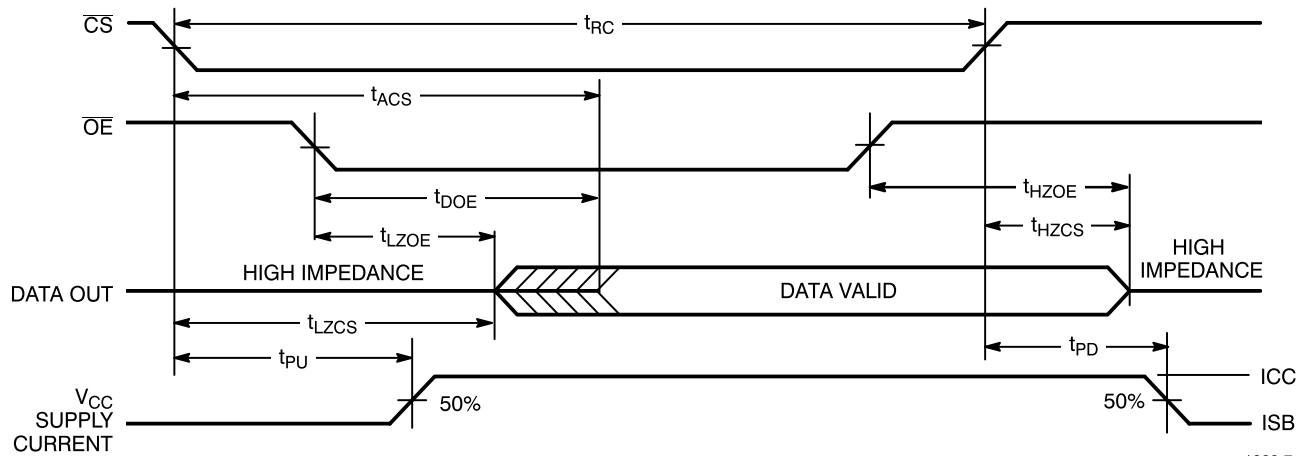 CS
tRC
tACS
OE
tDOE
tHZOE
tLZOE
tHZCS
HIGH IMPEDANCE
HIGH
IMPEDANCE
DATA OUT
DATA VALID
tLZCS
tPU
tPD
VCC
SUPPLY
CURRENT
50%
50%
ICC
ISB